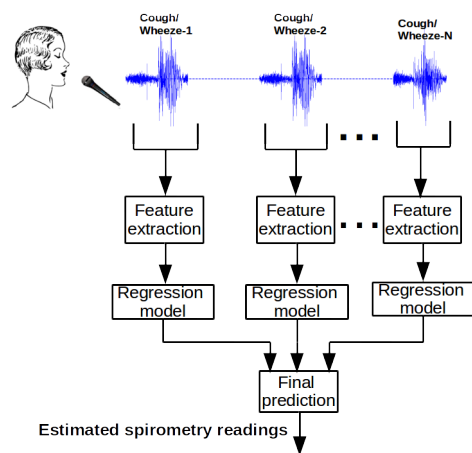 Cough/
Wheeze-1
Cough/
Wheeze-2
Cough/
Wheeze-N
Feature
extraction
Feature
extraction
Feature
extraction
Regression
model
Regression
model
Regression
model
Final
prediction
Estimated spirometry readings